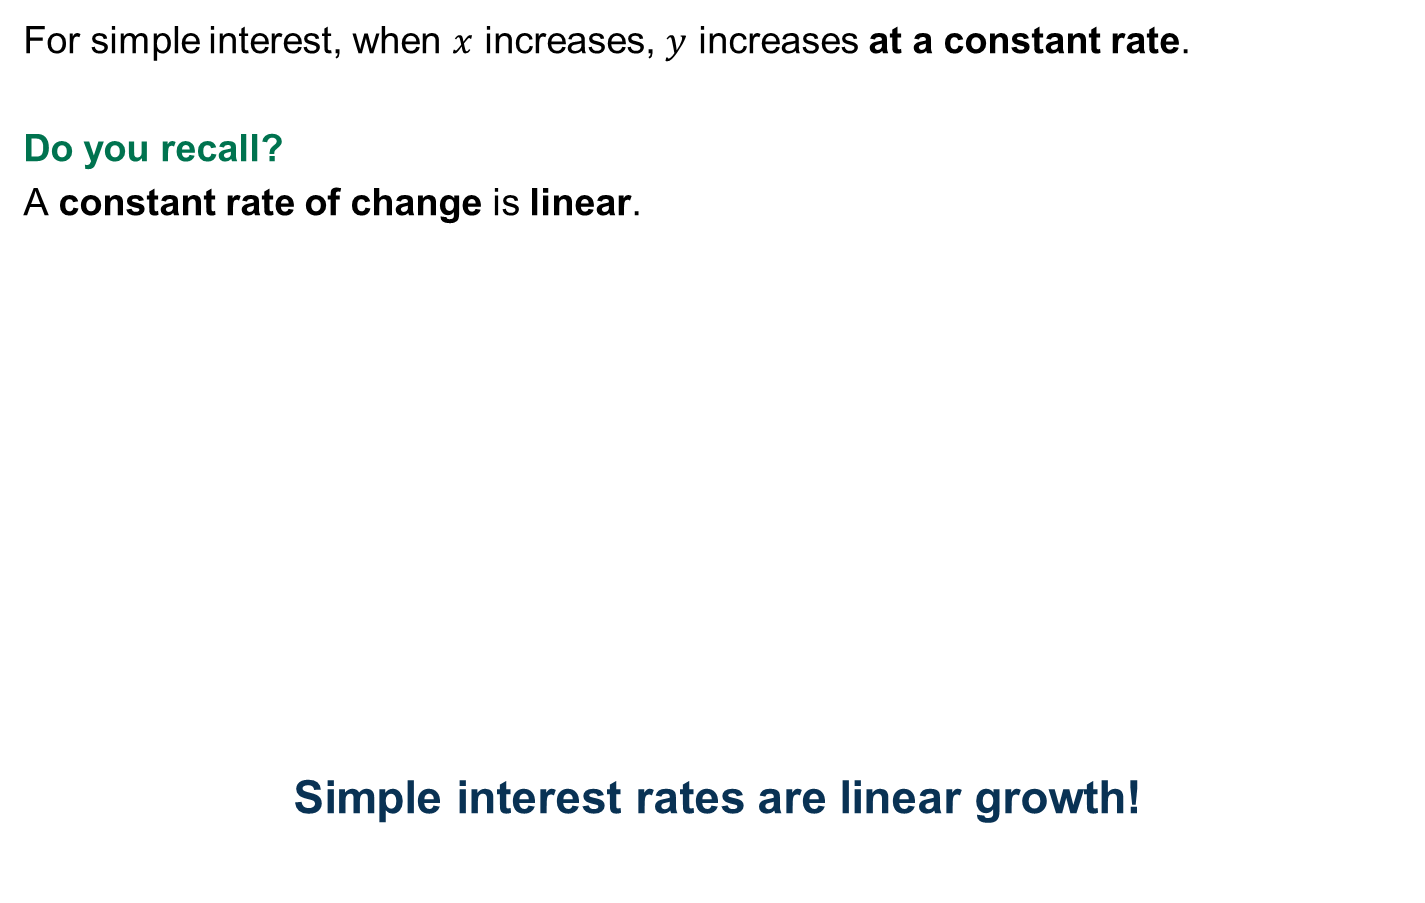 For simple interest, when x increases, y increases at a constant rate.
Do you recall?
A constant rate of change is linear.
Simple interest rates are linear growth!